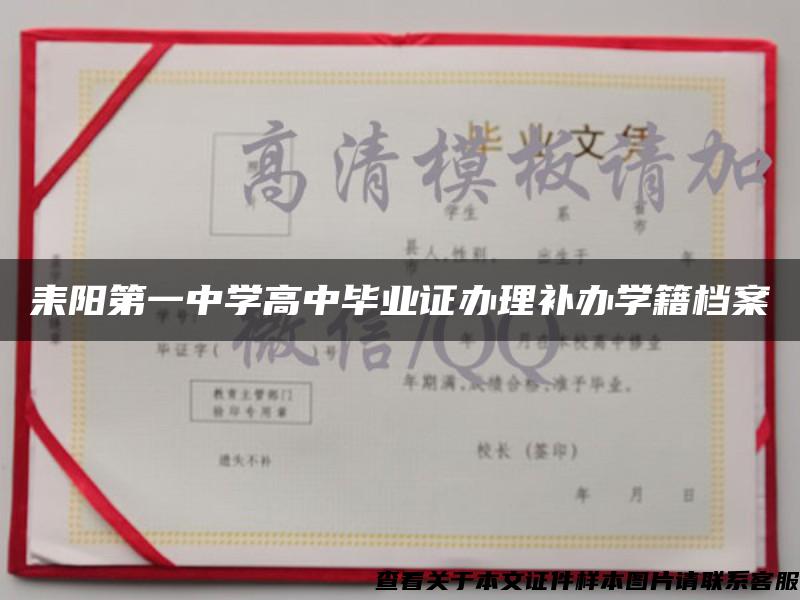 毕业文凭
高清模板请加
学生 系 省
市
县
市 人,性别, 出生于 年
耒阳第一中学高中毕业证办理补办学籍档案
学号:
微信/QQ
年 月在本校高中修业
毕证字( )号
年期满,成绩合格,准予毕业。
教育主管部门
验印专用章
校长(签印)
遗失不补
年 月 日
查看关于本文证件样本图片请联系客服